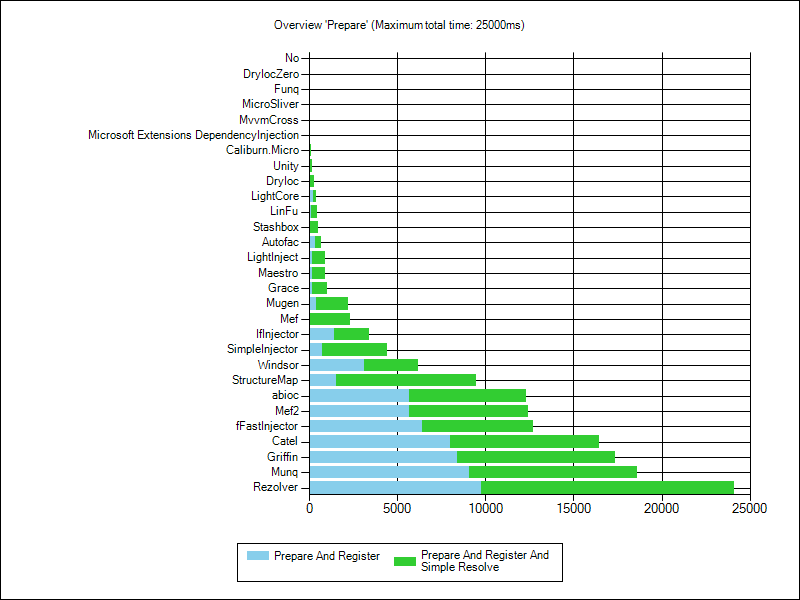 Overview 'Prepare' (Maximum total time: 25000ms)
No
DryIocZero
Funq
MicroSliver
MvvmCross
Microsoft Extensions DependencyInjection
Caliburn.Micro
Unity
DryIoc
LightCore
LinFu
Stashbox
Autofac
LightInject
Maestro
Grace
Mugen
Mef
IfInjector
SimpleInjector
Windsor
StructureMap
abioc
Mef2
fFastInjector
Catel
Griffin
Munq
Rezolver
0 5000 10000 15000 20000 25000
Prepare And Register
Prepare And Register And
Simple Resolve